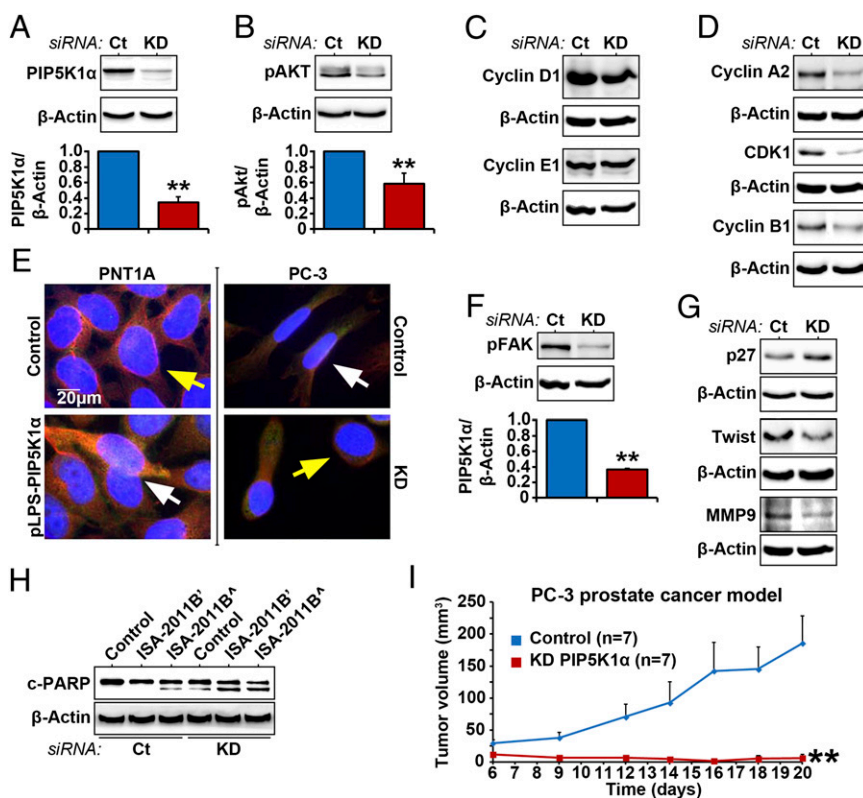 A
siRNA: Ct KD
PIP5K1α
β-Actin
PIP5K1α/
β-Actin
1.0
0.8
0.6
0.4
0.2
0
**
B
siRNA: Ct KD
pAKT
β-Actin
pAkt/
β-Actin
1.0
0.8
0.6
0.4
0.2
0
**
C
siRNA: Ct KD
Cyclin D1
β-Actin
Cyclin E1
β-Actin
D
siRNA: Ct KD
Cyclin A2
β-Actin
CDK1
β-Actin
Cyclin B1
β-Actin
E
PNT1A PC-3
Control
20μm
Control
pLPS-PIP5K1α
KD
F
siRNA: Ct KD
pFAK
β-Actin
PIP5K1α/
β-Actin
1.0
0.8
0.6
0.4
0.2
0
**
G
siRNA: Ct KD
p27
β-Actin
Twist
β-Actin
MMP9
β-Actin
H
Control
ISA-2011B'
ISA-2011B^
Control
ISA-2011B'
ISA-2011B^
c-PARP
β-Actin
siRNA: Ct KD
I
PC-3 prostate cancer model
Tumor volume (mm³)
250
200
150
100
50
0
Control (n=7)
KD PIP5K1α (n=7)
**
6 7 8 9 10 11 12 13 14 15 16 17 18 19 20
Time (days)